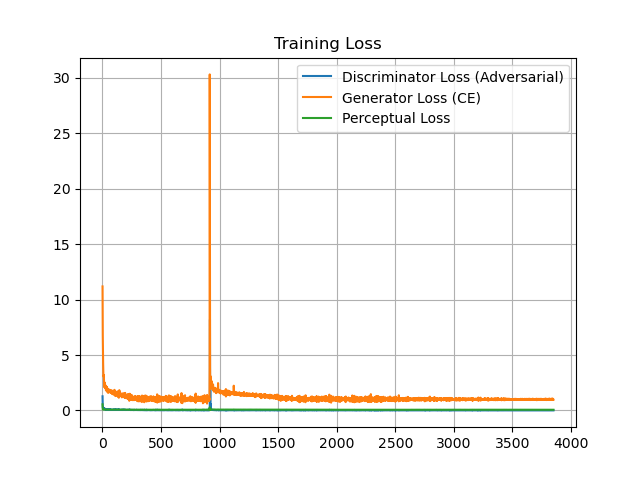 Training Loss
Discriminator Loss (Adversarial)
Generator Loss (CE)
Perceptual Loss
30
25
20
15
10
5
0
0 500 1000 1500 2000 2500 3000 3500 4000